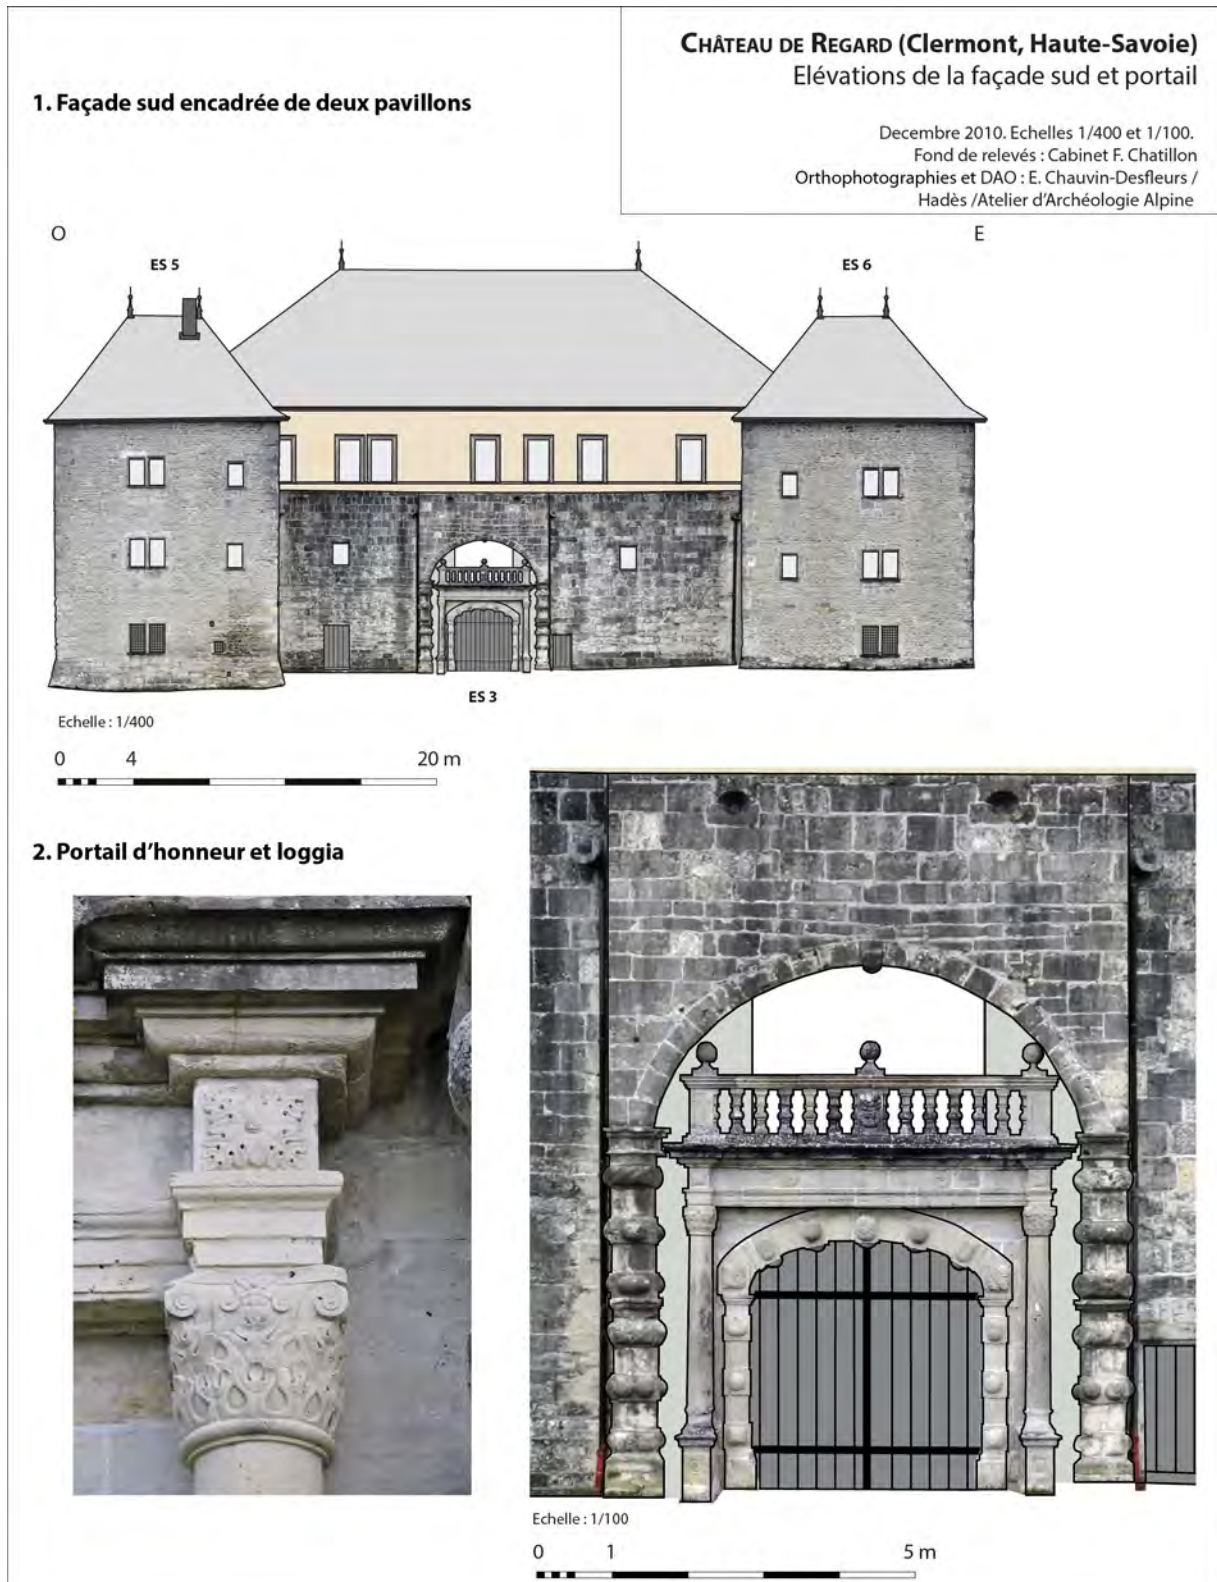 CHÂTEAU DE REGARD (Clermont, Haute-Savoie)
Elévations de la façade sud et portail
1. Façade sud encadrée de deux pavillons
Decembre 2010. Echelles 1/400 et 1/100.
Fond de relevés : Cabinet F. Chatillon
Orthophotographies et DAO : E. Chauvin-Desfleurs /
Hadès /Atelier d'Archéologie Alpine
O
E
ES 5
ES 6
ES 3
Echelle : 1/400
0 4 20 m
2. Portail d'honneur et loggia
Echelle : 1/100
0 1 5 m